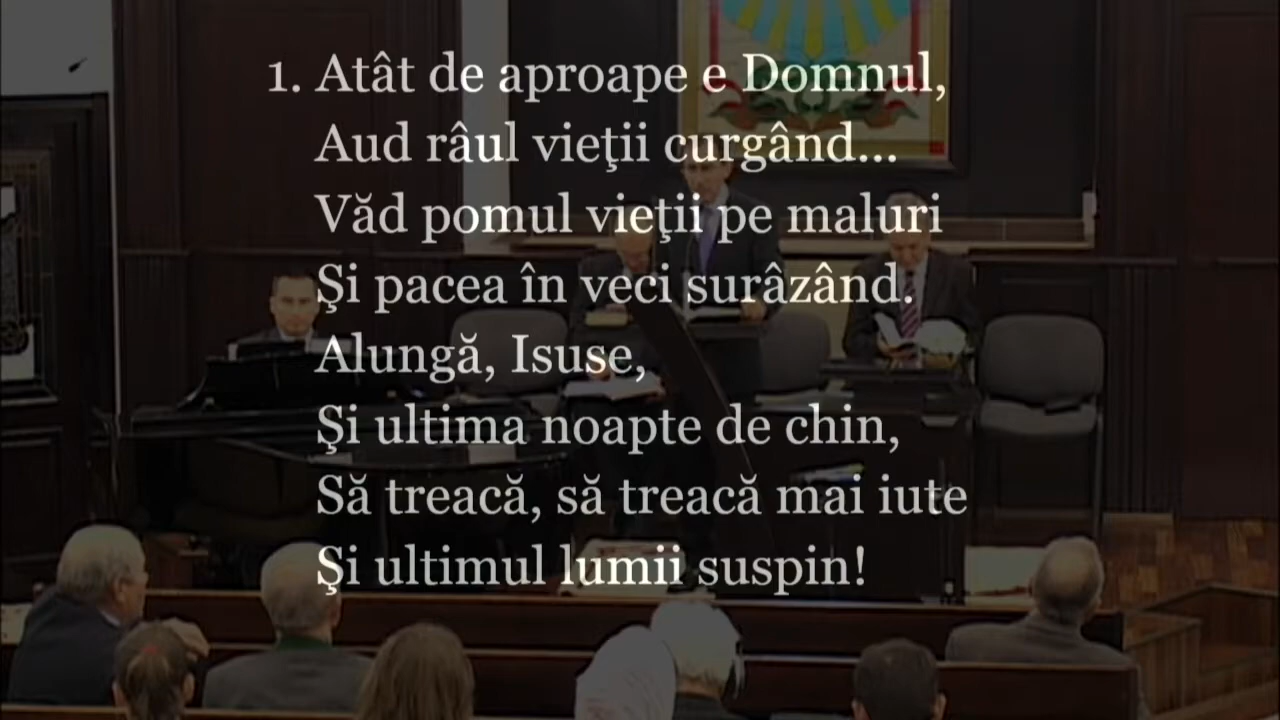 1. Atât de aproape e Domnul,
Aud râul vieţii curgând...
Văd pomul vieţii pe maluri
Şi pacea în veci surâzând.
Alungă, Isuse,
Şi ultima noapte de chin,
Să treacă, să treacă mai iute
Şi ultimul lumii suspin!